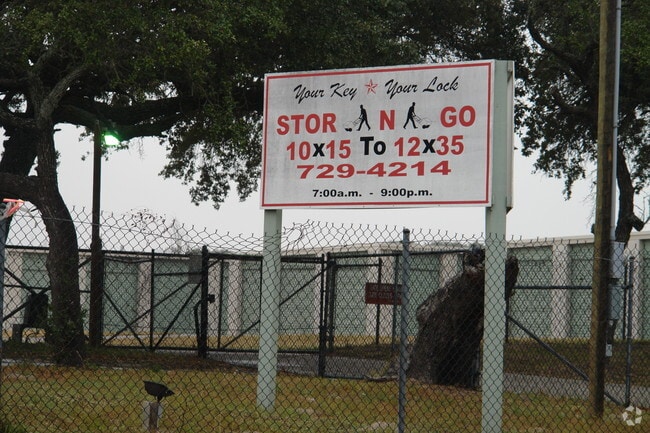 Your Key Your Lock
STOR N GO
10x15 To 12x35
729-4214
7:00a.m. - 9:00p.m.